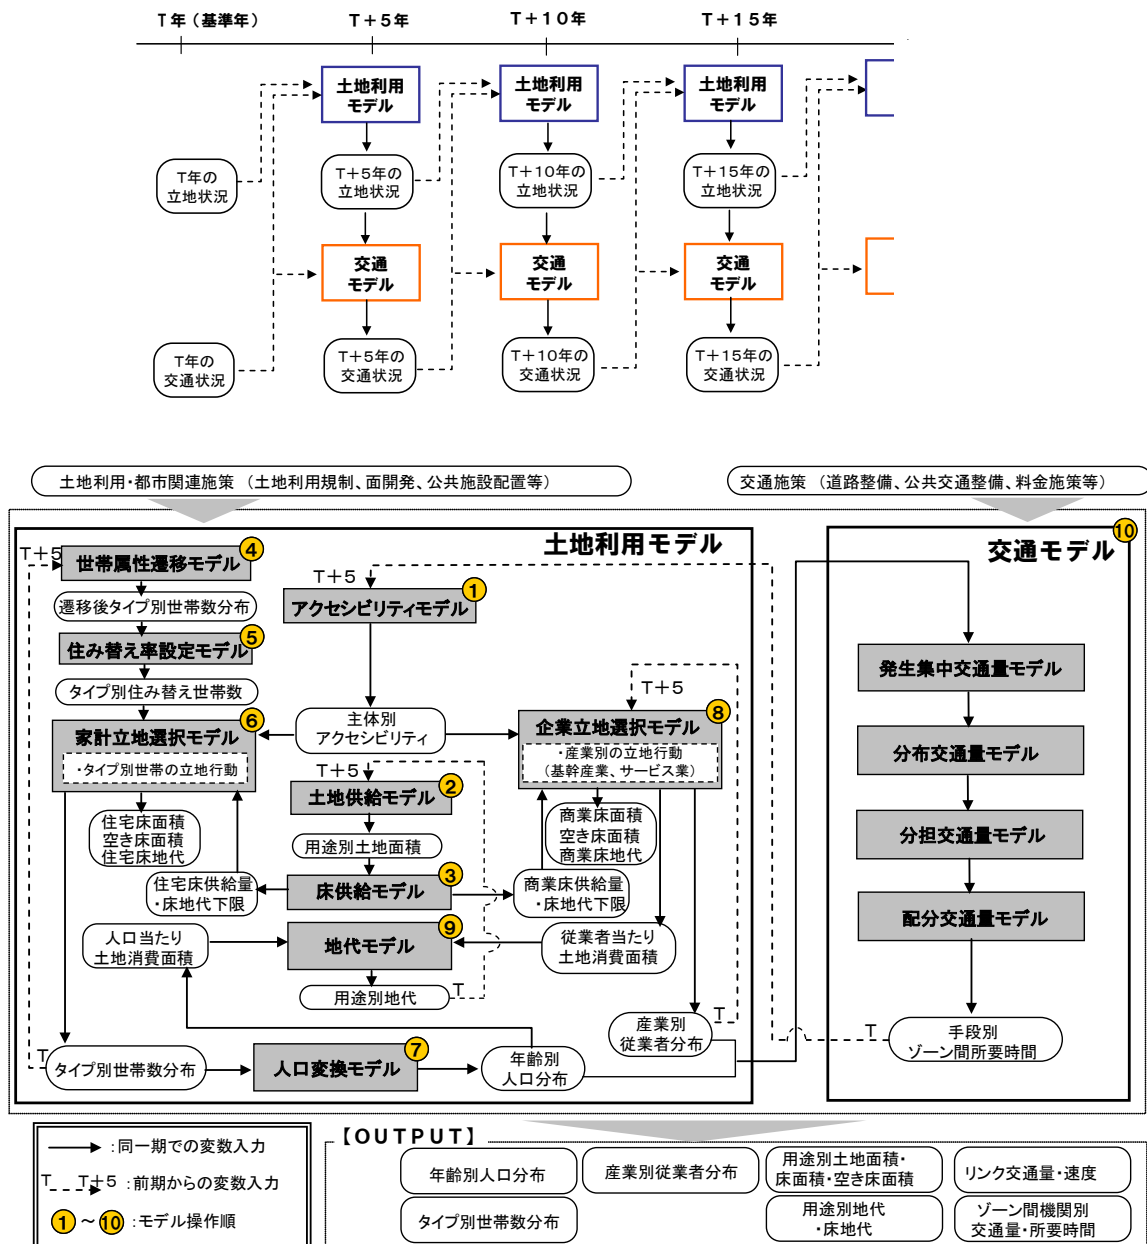 T年（基準年）
T＋5年
T＋10年
T＋15年
土地利用
モデル
土地利用
モデル
土地利用
モデル
T年の
立地状況
T＋5年の
立地状況
T＋10年の
立地状況
T＋15年の
立地状況
交通
モデル
交通
モデル
交通
モデル
T年の
交通状況
T＋5年の
交通状況
T＋10年の
交通状況
T＋15年の
交通状況
土地利用・都市関連施策 （土地利用規制、面開発、公共施設配置等）
交通施策 （道路整備、公共交通整備、料金施策等）
土地利用モデル
交通モデル
⑩
T＋5
世帯属性遷移モデル
④
遷移後タイプ別世帯数分布
住み替え率設定モデル
⑤
タイプ別住み替え世帯数
家計立地選択モデル
⑥
・タイプ別世帯の立地行動
住宅床面積
空き床面積
住宅床地代
T＋5
アクセシビリティモデル
①
主体別
アクセシビリティ
T＋5
企業立地選択モデル
⑧
・産業別の立地行動
（基幹産業、サービス業）
商業床面積
空き床面積
商業床地代
T＋5
土地供給モデル
②
用途別土地面積
床供給モデル
③
住宅床供給量
・床地代下限
商業床供給量
・床地代下限
人口当たり
土地消費面積
地代モデル
⑨
従業者当たり
土地消費面積
用途別地代
T
産業別
従業者分布
T
T
タイプ別世帯数分布
人口変換モデル
⑦
年齢別
人口分布
発生集中交通量モデル
分布交通量モデル
分担交通量モデル
配分交通量モデル
T
手段別
ゾーン間所要時間
：同一期での変数入力
T T＋5 ：前期からの変数入力
①～⑩：モデル操作順
【OUTPUT】
年齢別人口分布
産業別従業者分布
用途別土地面積・
床面積・空き床面積
リンク交通量・速度
タイプ別世帯数分布
用途別地代
・床地代
ゾーン間機関別
交通量・所要時間